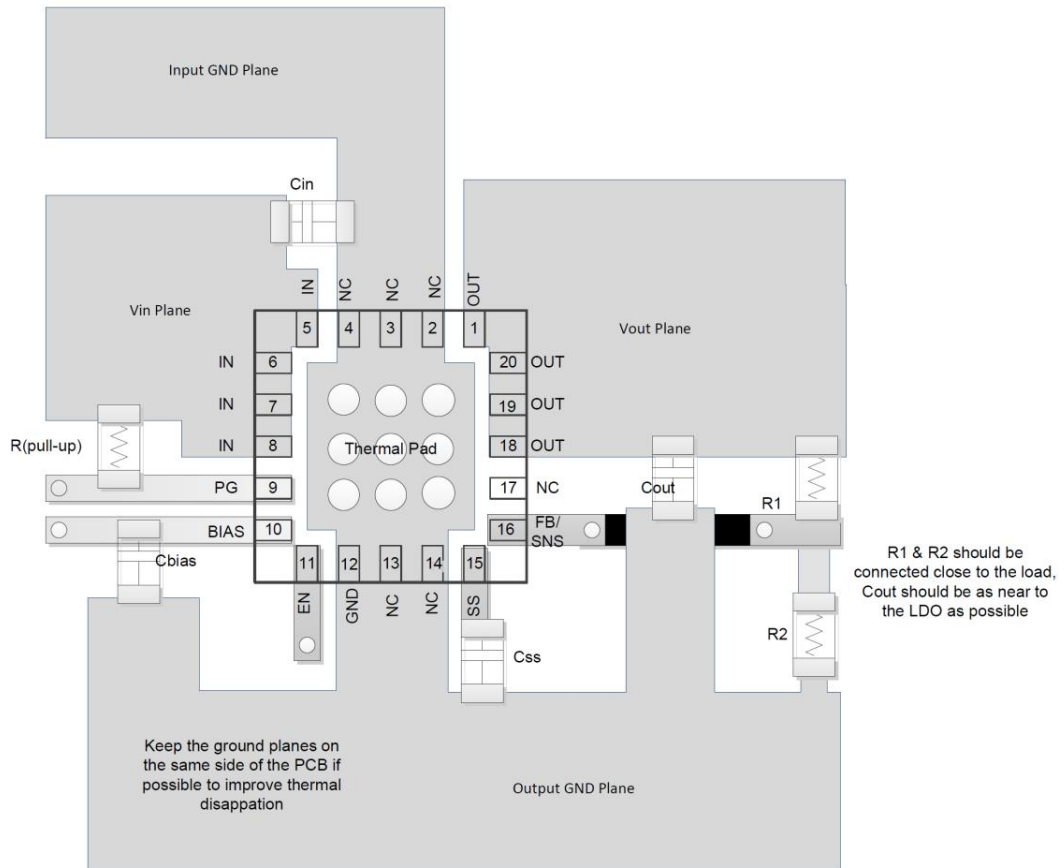 Input GND Plane
Cin
IN
NC
NC
NC
OUT
Vin Plane
Vout Plane
5
4
3
2
1
IN
6
20
OUT
IN
7
19
OUT
R(pull-up)
IN
8
Thermal Pad
18
OUT
PG
9
17
NC
Cout
R1
BIAS
10
16
FB/
SNS
Cbias
11
12
13
14
15
EN
GND
NC
NC
SS
Css
R2
R1 & R2 should be
connected close to the load,
Cout should be as near to
the LDO as possible
Keep the ground planes on
the same side of the PCB if
possible to improve thermal
disappation
Output GND Plane